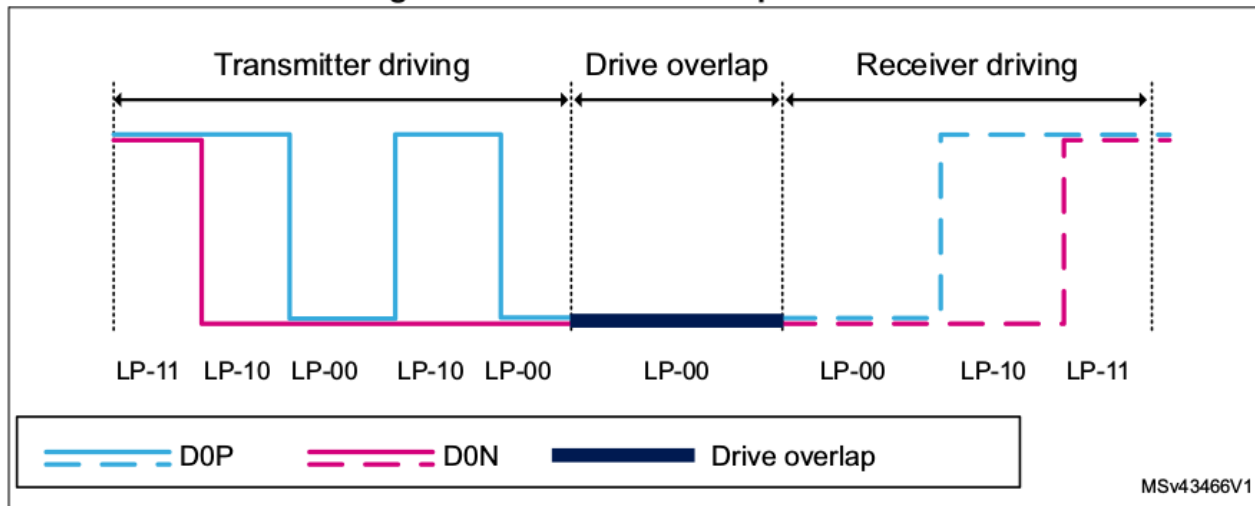 Transmitter driving Drive overlap Receiver driving
LP-11 LP-10 LP-00 LP-10 LP-00 LP-00 LP-00 LP-10 LP-11
D0P D0N Drive overlap
MSv43466V1